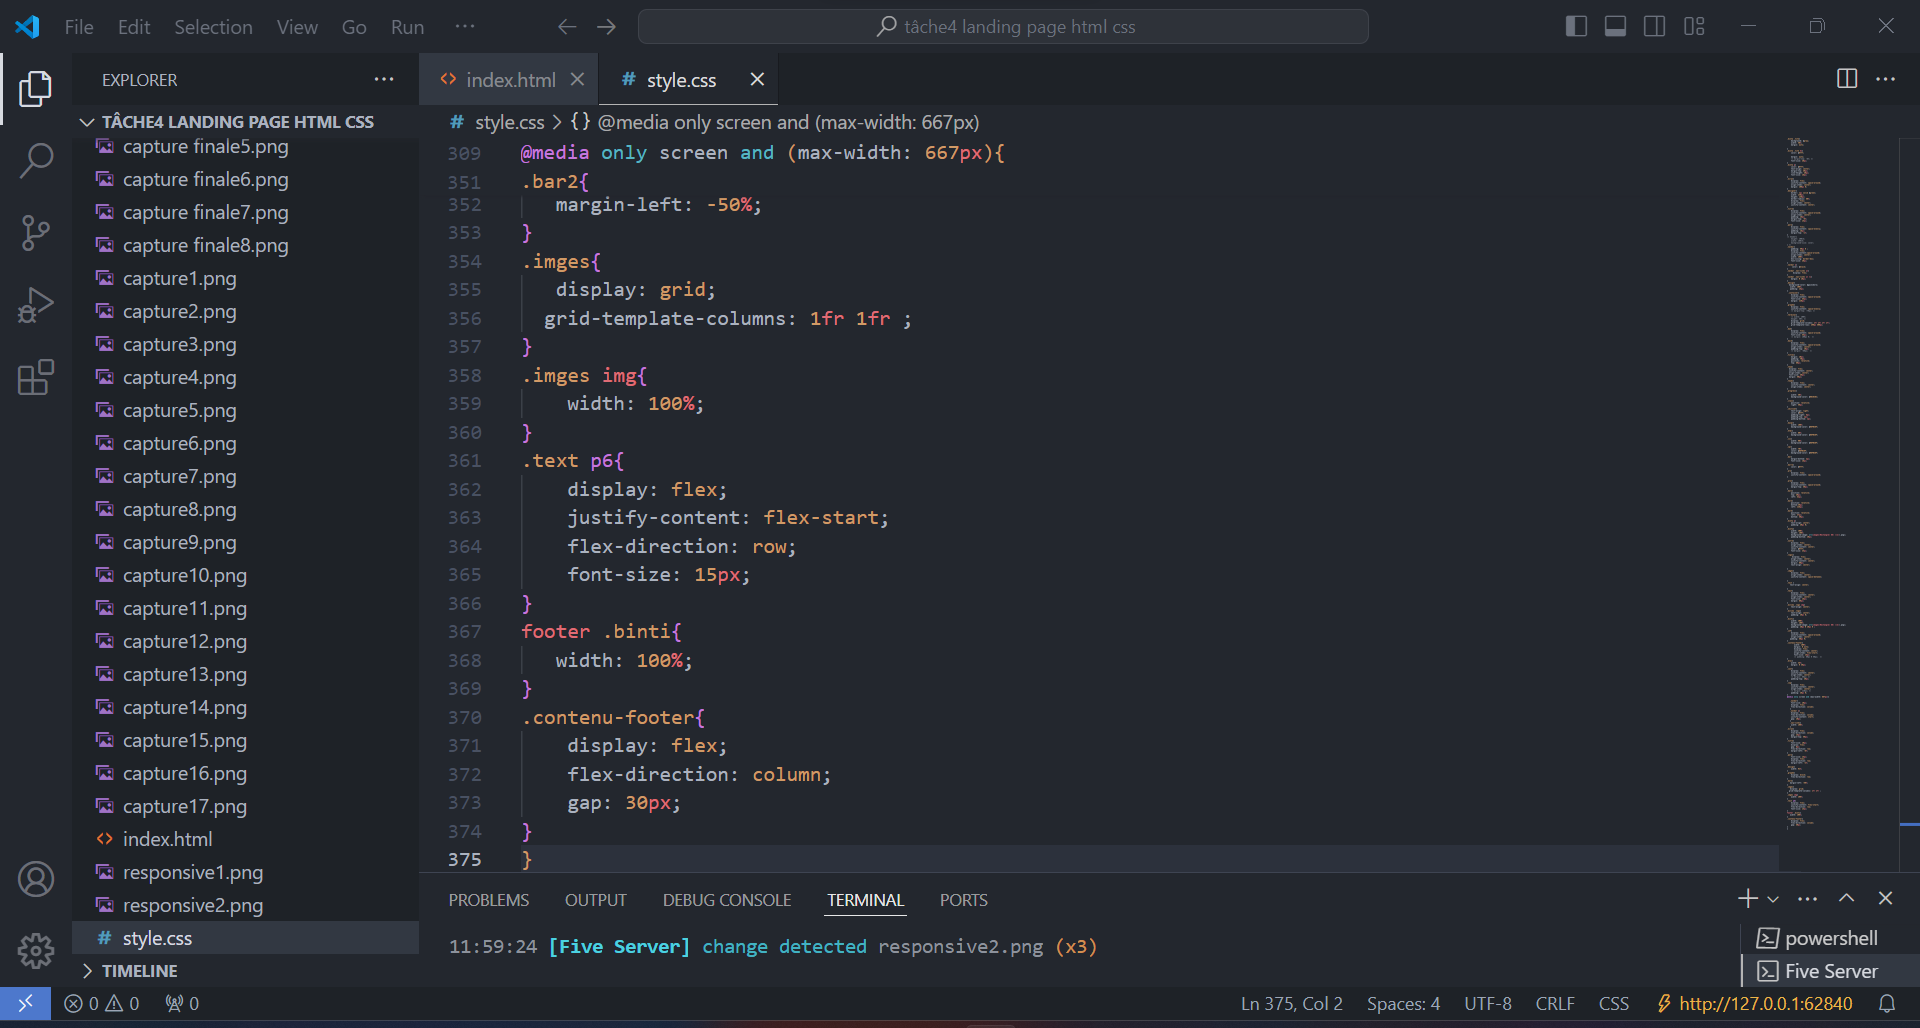 File Edit Selection View Go Run ··· tâche4 landing page html css
EXPLORER ···
TÂCHE4 LANDING PAGE HTML CSS
capture finale5.png
capture finale6.png
capture finale7.png
capture finale8.png
capture1.png
capture2.png
capture3.png
capture4.png
capture5.png
capture6.png
capture7.png
capture8.png
capture9.png
capture10.png
capture11.png
capture12.png
capture13.png
capture14.png
capture15.png
capture16.png
capture17.png
<> index.html
responsive1.png
responsive2.png
# style.css
TIMELINE
<> index.html # style.css
# style.css > {} @media only screen and (max-width: 667px)
309 @media only screen and (max-width: 667px){
351 .bar2{
352 margin-left: -50%;
353 }
354 .imges{
355 display: grid;
356 grid-template-columns: 1fr 1fr ;
357 }
358 .imges img{
359 width: 100%;
360 }
361 .text p6{
362 display: flex;
363 justify-content: flex-start;
364 flex-direction: row;
365 font-size: 15px;
366 }
367 footer .binti{
368 width: 100%;
369 }
370 .contenu-footer{
371 display: flex;
372 flex-direction: column;
373 gap: 30px;
374 }
375 }
PROBLEMS OUTPUT DEBUG CONSOLE TERMINAL PORTS
11:59:24 [Five Server] change detected responsive2.png (x3)
powershell
Five Server
0 0 0 Ln 375, Col 2 Spaces: 4 UTF-8 CRLF CSS http://127.0.0.1:62840